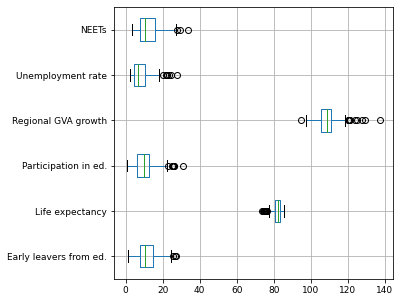 NEETs
Unemployment rate
Regional GVA growth
Participation in ed.
Life expectancy
Early leavers from ed.
0 20 40 60 80 100 120 140